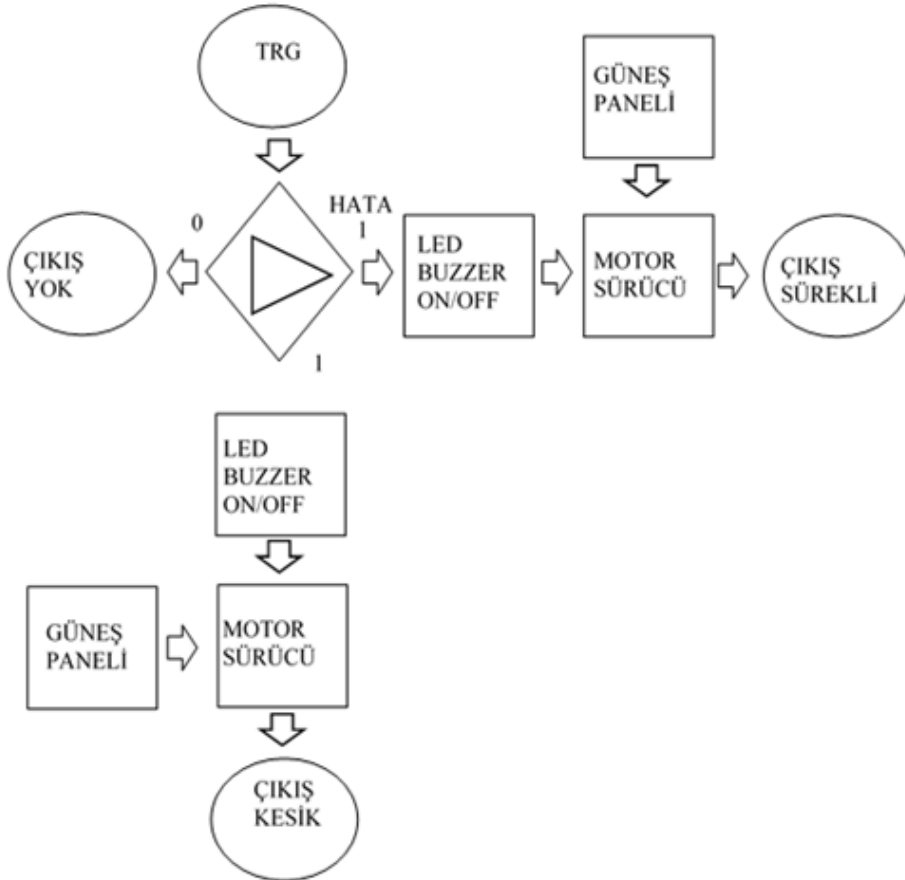 TRG
GÜNEŞ
PANELİ
0
HATA
1
ÇIKIŞ
YOK
LED
BUZZER
ON/OFF
MOTOR
SÜRÜCÜ
ÇIKIŞ
SÜREKLİ
1
LED
BUZZER
ON/OFF
GÜNEŞ
PANELİ
MOTOR
SÜRÜCÜ
ÇIKIŞ
KESİK